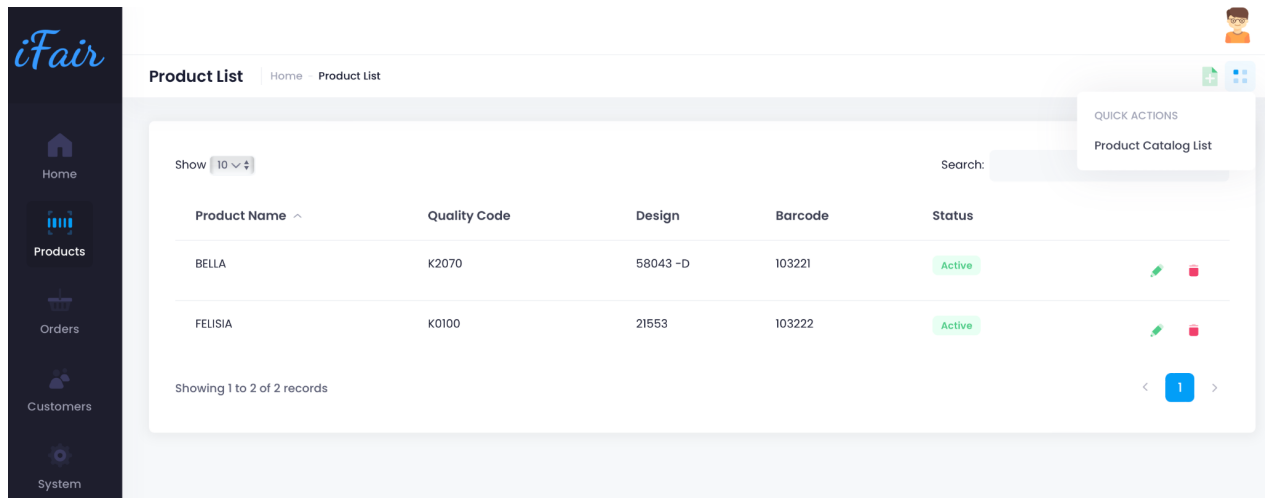 iFair
Product List Home - Product List
QUICK ACTIONS
Product Catalog List
Home
Products
Orders
Customers
System
Show 10
Search:
Product Name Quality Code Design Barcode Status
BELLA K2070 58043 -D 103221 Active
FELISIA K0100 21553 103222 Active
Showing 1 to 2 of 2 records
1